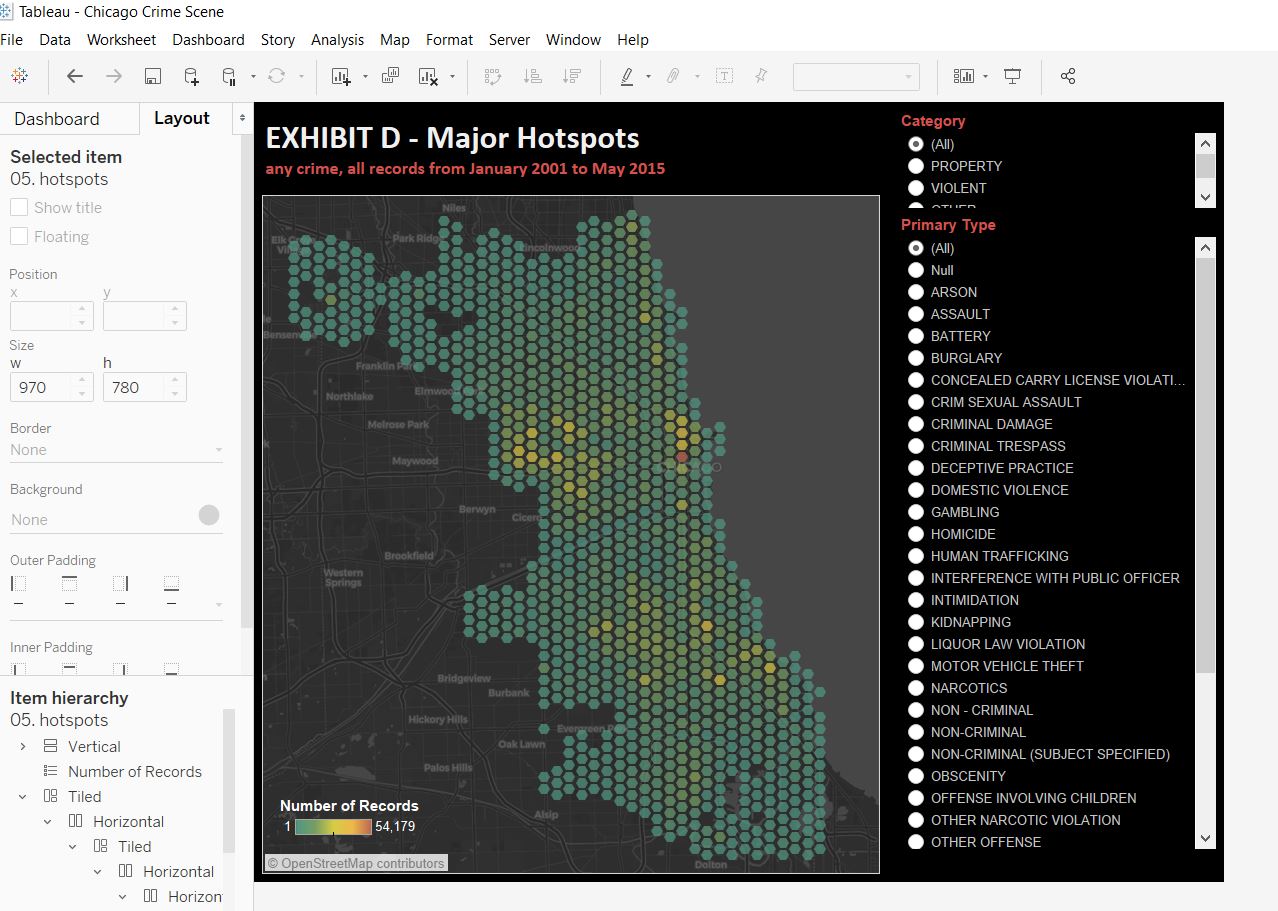 Tableau - Chicago Crime Scene
File Data Worksheet Dashboard Story Analysis Map Format Server Window Help
Dashboard Layout
Selected item
05. hotspots
Show title
Floating
Position
x y
Size
w h
970 780
Border
None
Background
None
Outer Padding
Inner Padding
Item hierarchy
05. hotspots
Vertical
Number of Records
Tiled
Horizontal
Tiled
Horizontal
Horizon
EXHIBIT D - Major Hotspots
any crime, all records from January 2001 to May 2015
Niles
Park Ridge
Lincolnwood
Franklin Park
Northlake
Melrose Park
Maywood
Berwyn
Cicero
Brookfield
Western
Springs
Bridgeview
Burbank
Hickory Hills
Evergreen Park
Oak Lawn
Palos Hills
Alsip
Dolton
Number of Records
1 54,179
© OpenStreetMap contributors
Category
(All)
PROPERTY
VIOLENT
OTHER
Primary Type
(All)
Null
ARSON
ASSAULT
BATTERY
BURGLARY
CONCEALED CARRY LICENSE VIOLATI...
CRIM SEXUAL ASSAULT
CRIMINAL DAMAGE
CRIMINAL TRESPASS
DECEPTIVE PRACTICE
DOMESTIC VIOLENCE
GAMBLING
HOMICIDE
HUMAN TRAFFICKING
INTERFERENCE WITH PUBLIC OFFICER
INTIMIDATION
KIDNAPPING
LIQUOR LAW VIOLATION
MOTOR VEHICLE THEFT
NARCOTICS
NON - CRIMINAL
NON-CRIMINAL
NON-CRIMINAL (SUBJECT SPECIFIED)
OBSCENITY
OFFENSE INVOLVING CHILDREN
OTHER NARCOTIC VIOLATION
OTHER OFFENSE